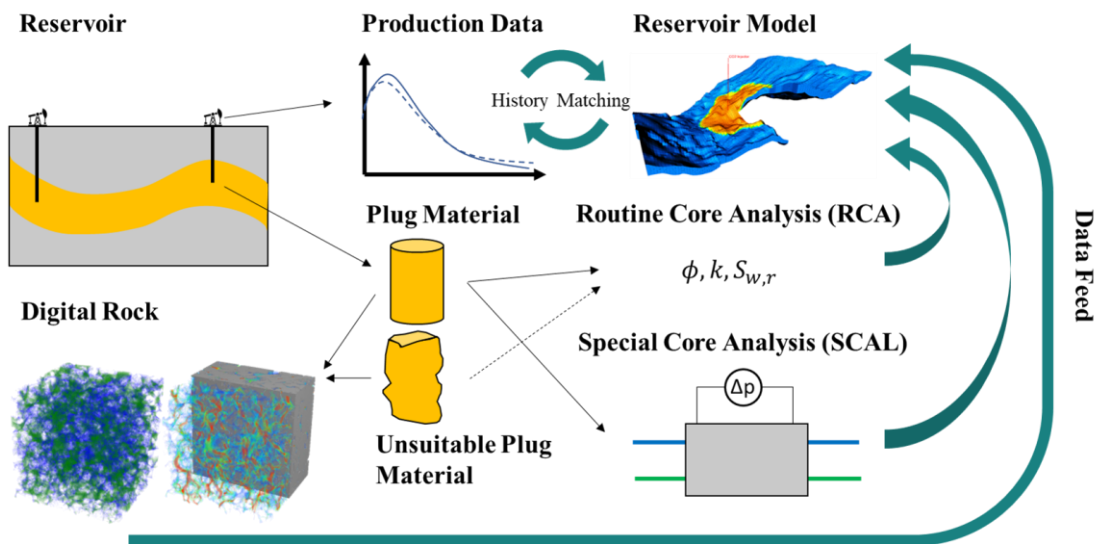 Reservoir
Production Data
Reservoir Model
History Matching
Plug Material
Routine Core Analysis (RCA)
ϕ, k, S_{w,r}
Digital Rock
Special Core Analysis (SCAL)
Δp
Unsuitable Plug
Material
Data Feed